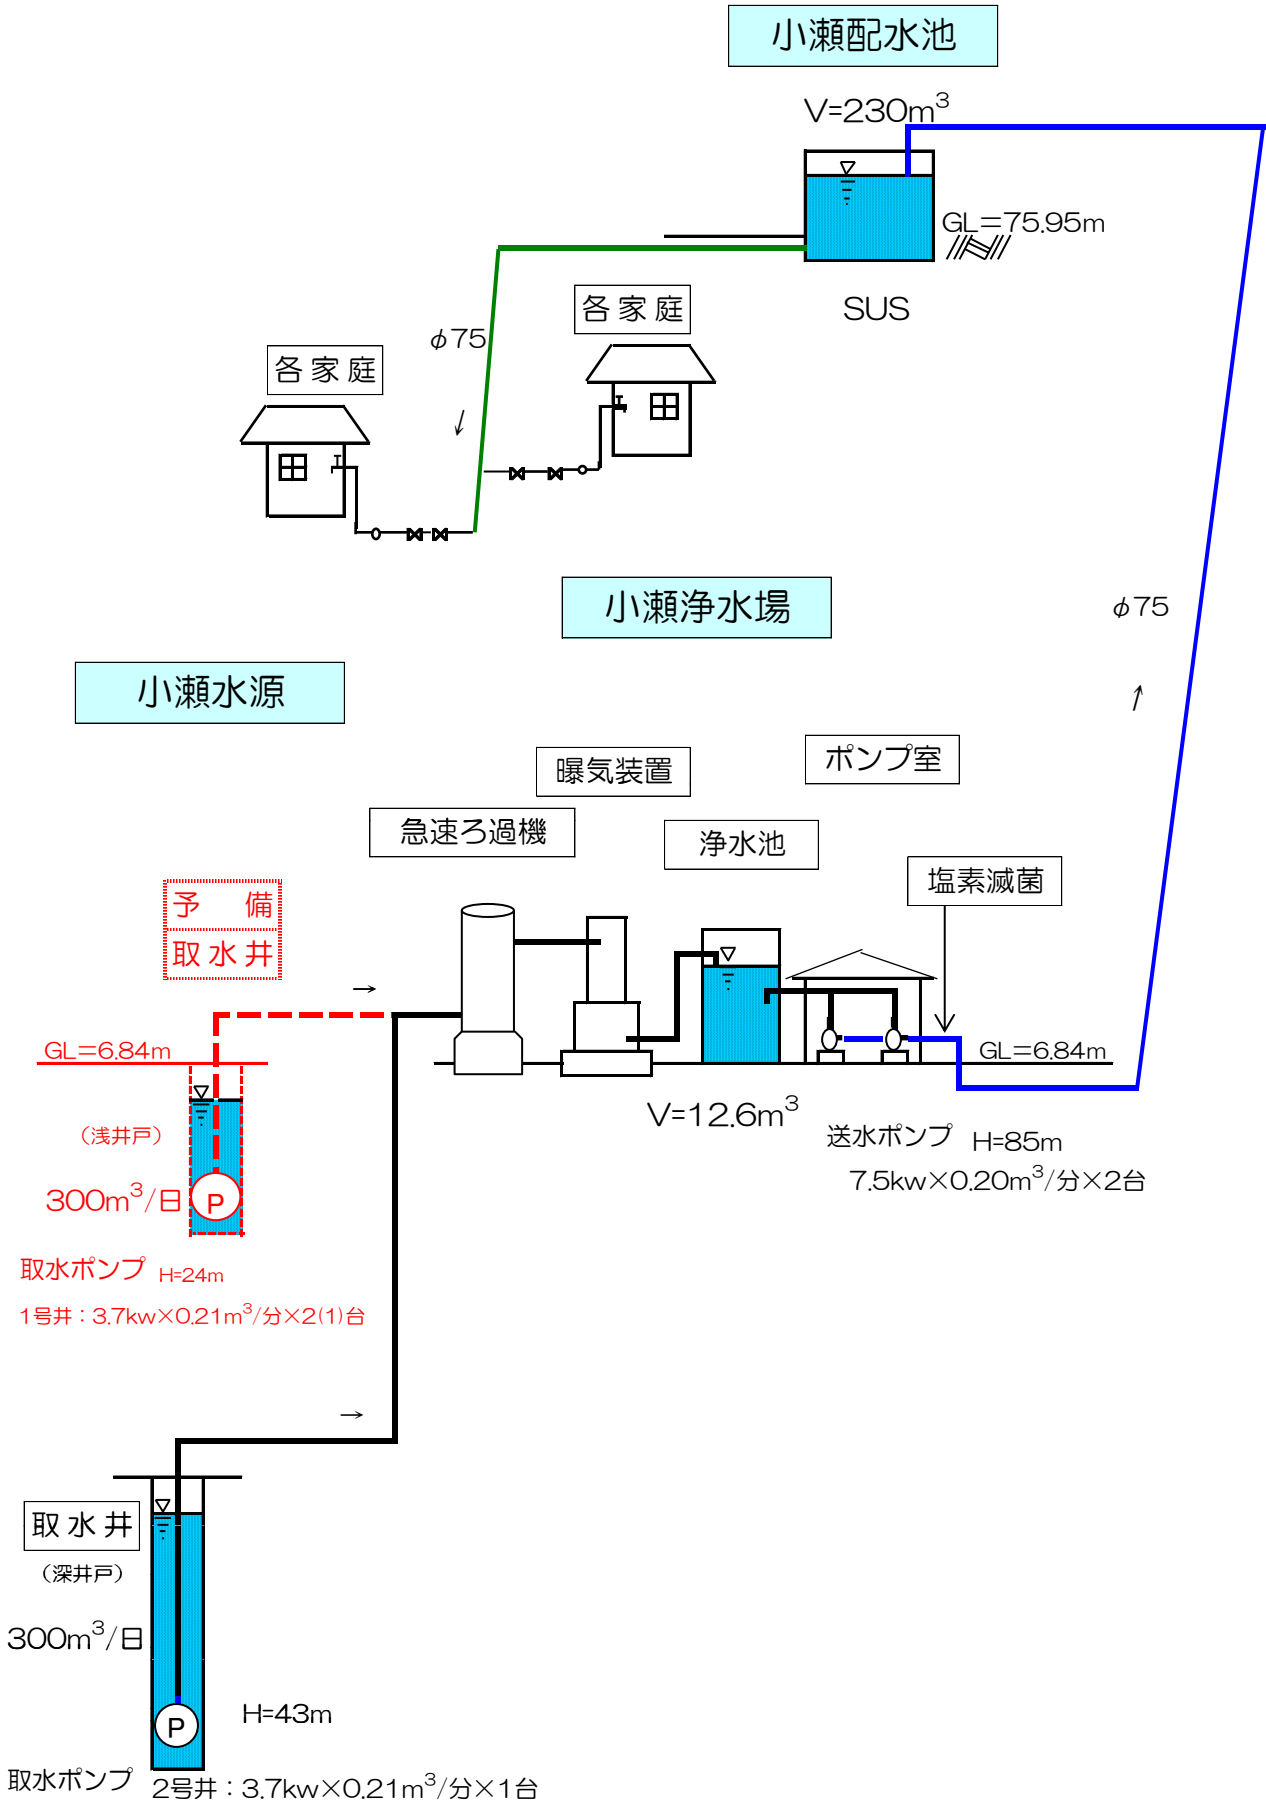 小瀬配水池
V=230m³
GL=75.95m
SUS
各家庭
φ75
各家庭
小瀬浄水場
φ75
小瀬水源
ポンプ室
曝気装置
急速ろ過機
浄水池
塩素滅菌
予 備
取水井
→
GL=6.84m
GL=6.84m
V=12.6m³
(浅井戸)
送水ポンプ H=85m
7.5kw×0.20m³/分×2台
300m³/日
P
取水ポンプ H=24m
1号井:3.7kw×0.21m³/分×2(1)台
→
取水井
(深井戸)
300m³/日
H=43m
P
取水ポンプ 2号井:3.7kw×0.21m³/分×1台